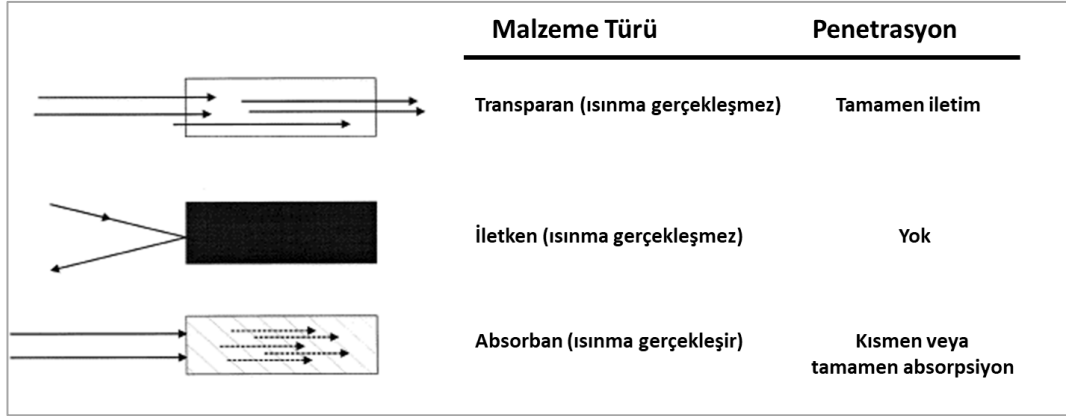 Malzeme Türü Penetrasyon
Transparan (ısınma gerçekleşmez) Tamamen iletim
İletken (ısınma gerçekleşmez) Yok
Absorban (ısınma gerçekleşir) Kısmen veya
tamamen absorpsiyon